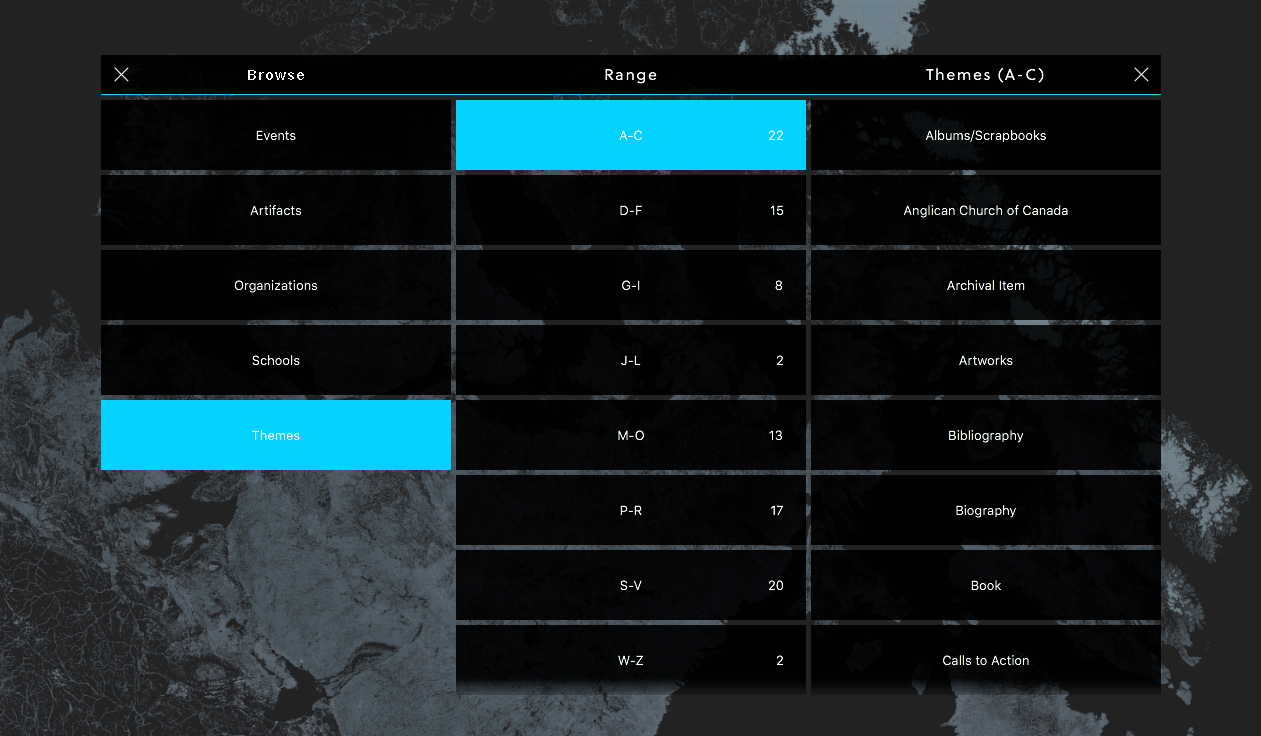 Browse
Range
Themes (A-C)
Events
Artifacts
Organizations
Schools
Themes
A-C 22
D-F 15
G-I 8
J-L 2
M-O 13
P-R 17
S-V 20
W-Z 2
Albums/Scrapbooks
Anglican Church of Canada
Archival Item
Artworks
Bibliography
Biography
Book
Calls to Action